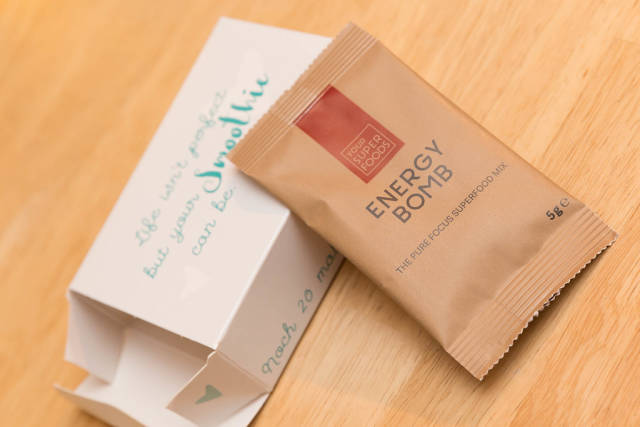 Life isn't perfect
but your Smoothie
can be.
Noch 20 mal
YOUR
SUPER
FOODS
ENERGY
BOMB
THE PURE FOCUS SUPERFOOD MIX
5g e